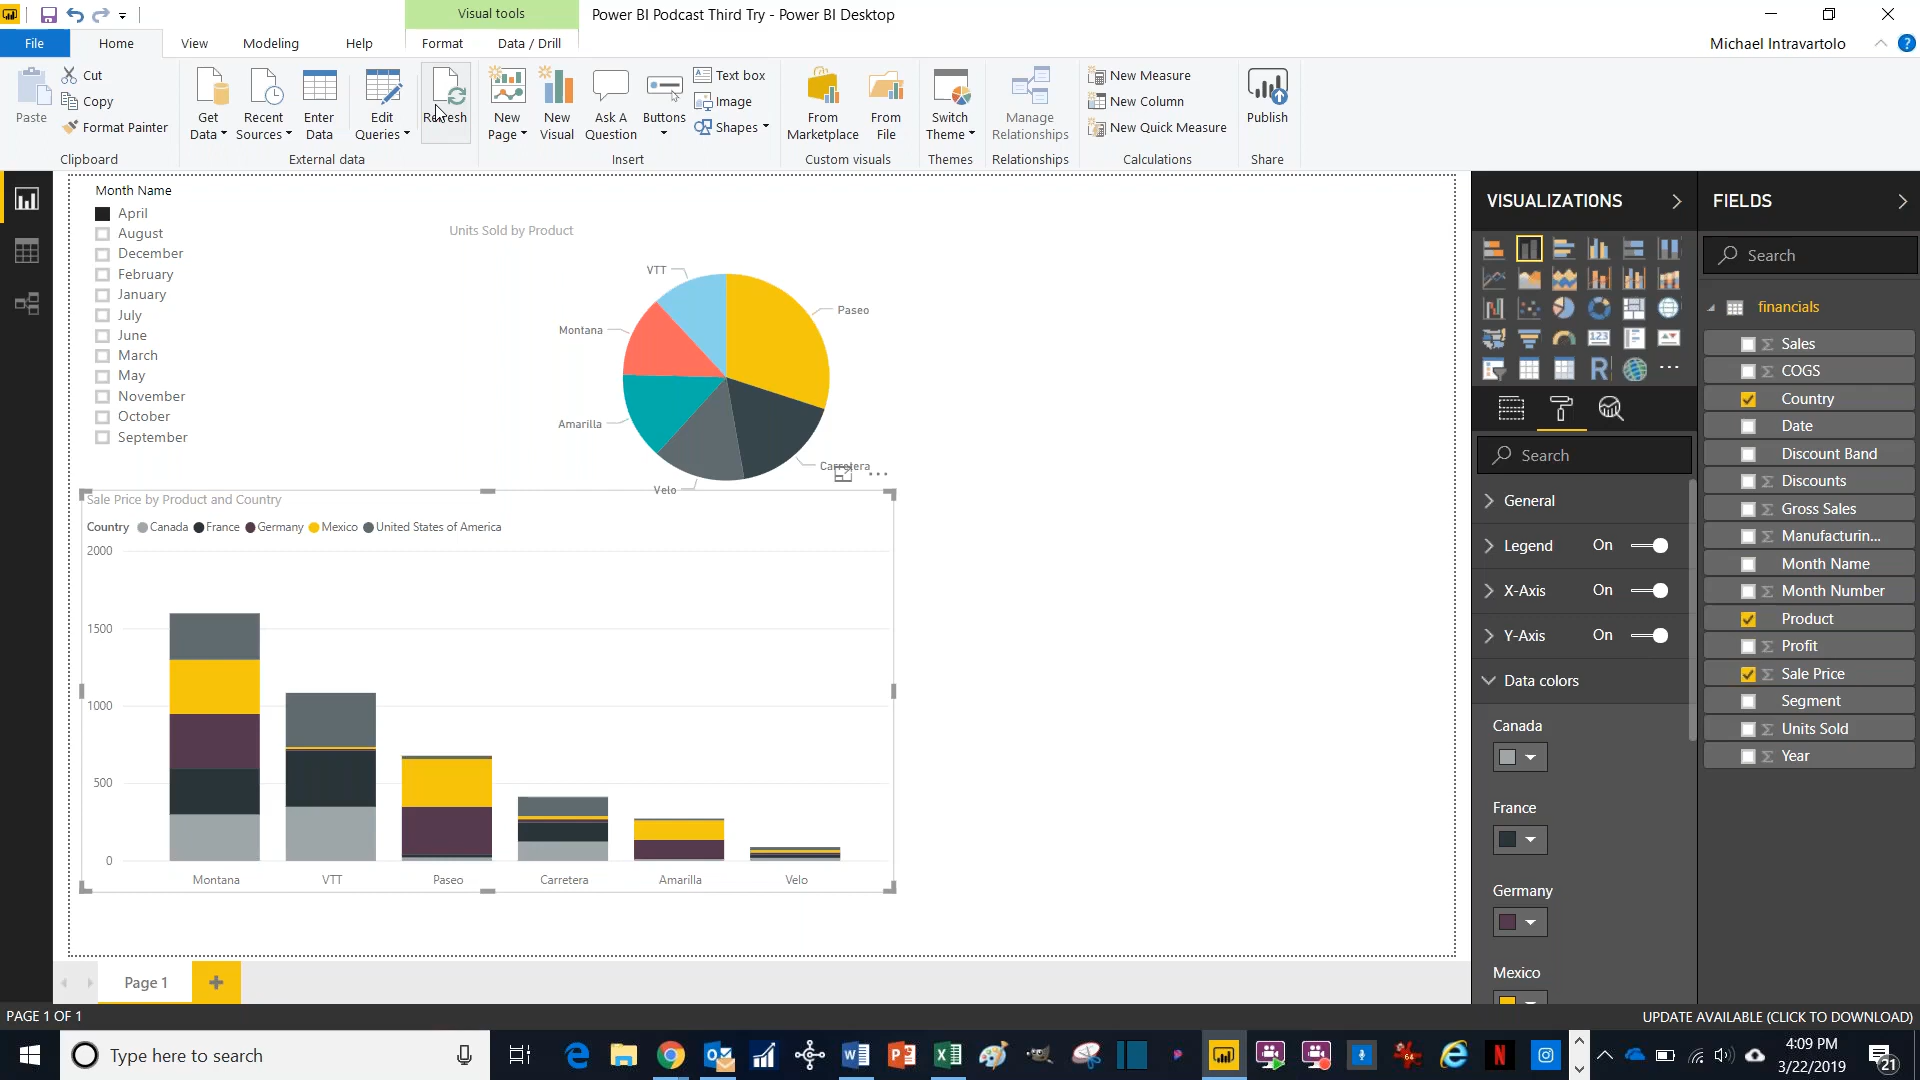 Visual tools
Power BI Podcast Third Try - Power BI Desktop
File
Home
View
Modeling
Help
Format
Data / Drill
Michael Intravartolo
?
Paste
Cut
Copy
Format Painter
Clipboard
Get Data
Recent Sources
Enter Data
Edit Queries
Refresh
External data
New Page
New Visual
Ask A Question
Buttons
Text box
Image
Shapes
Insert
From Marketplace
From File
Custom visuals
Switch Theme
Themes
Manage Relationships
Relationships
New Measure
New Column
New Quick Measure
Calculations
Publish
Share
Month Name
April
August
December
February
January
July
June
March
May
November
October
September
Units Sold by Product
VTT
Paseo
Montana
Amarilla
Carretera
Velo
Sale Price by Product and Country
Country Canada France Germany Mexico United States of America
2000
1500
1000
500
0
Montana VTT Paseo Carretera Amarilla Velo
VISUALIZATIONS
123
R
Search
General
Legend On
X-Axis On
Y-Axis On
Data colors
Canada
France
Germany
Mexico
FIELDS
Search
financials
Sales
COGS
Country
Date
Discount Band
Discounts
Gross Sales
Manufacturin...
Month Name
Month Number
Product
Profit
Sale Price
Segment
Units Sold
Year
Page 1
PAGE 1 OF 1
UPDATE AVAILABLE (CLICK TO DOWNLOAD)
Type here to search
64
4:09 PM
3/22/2019
21